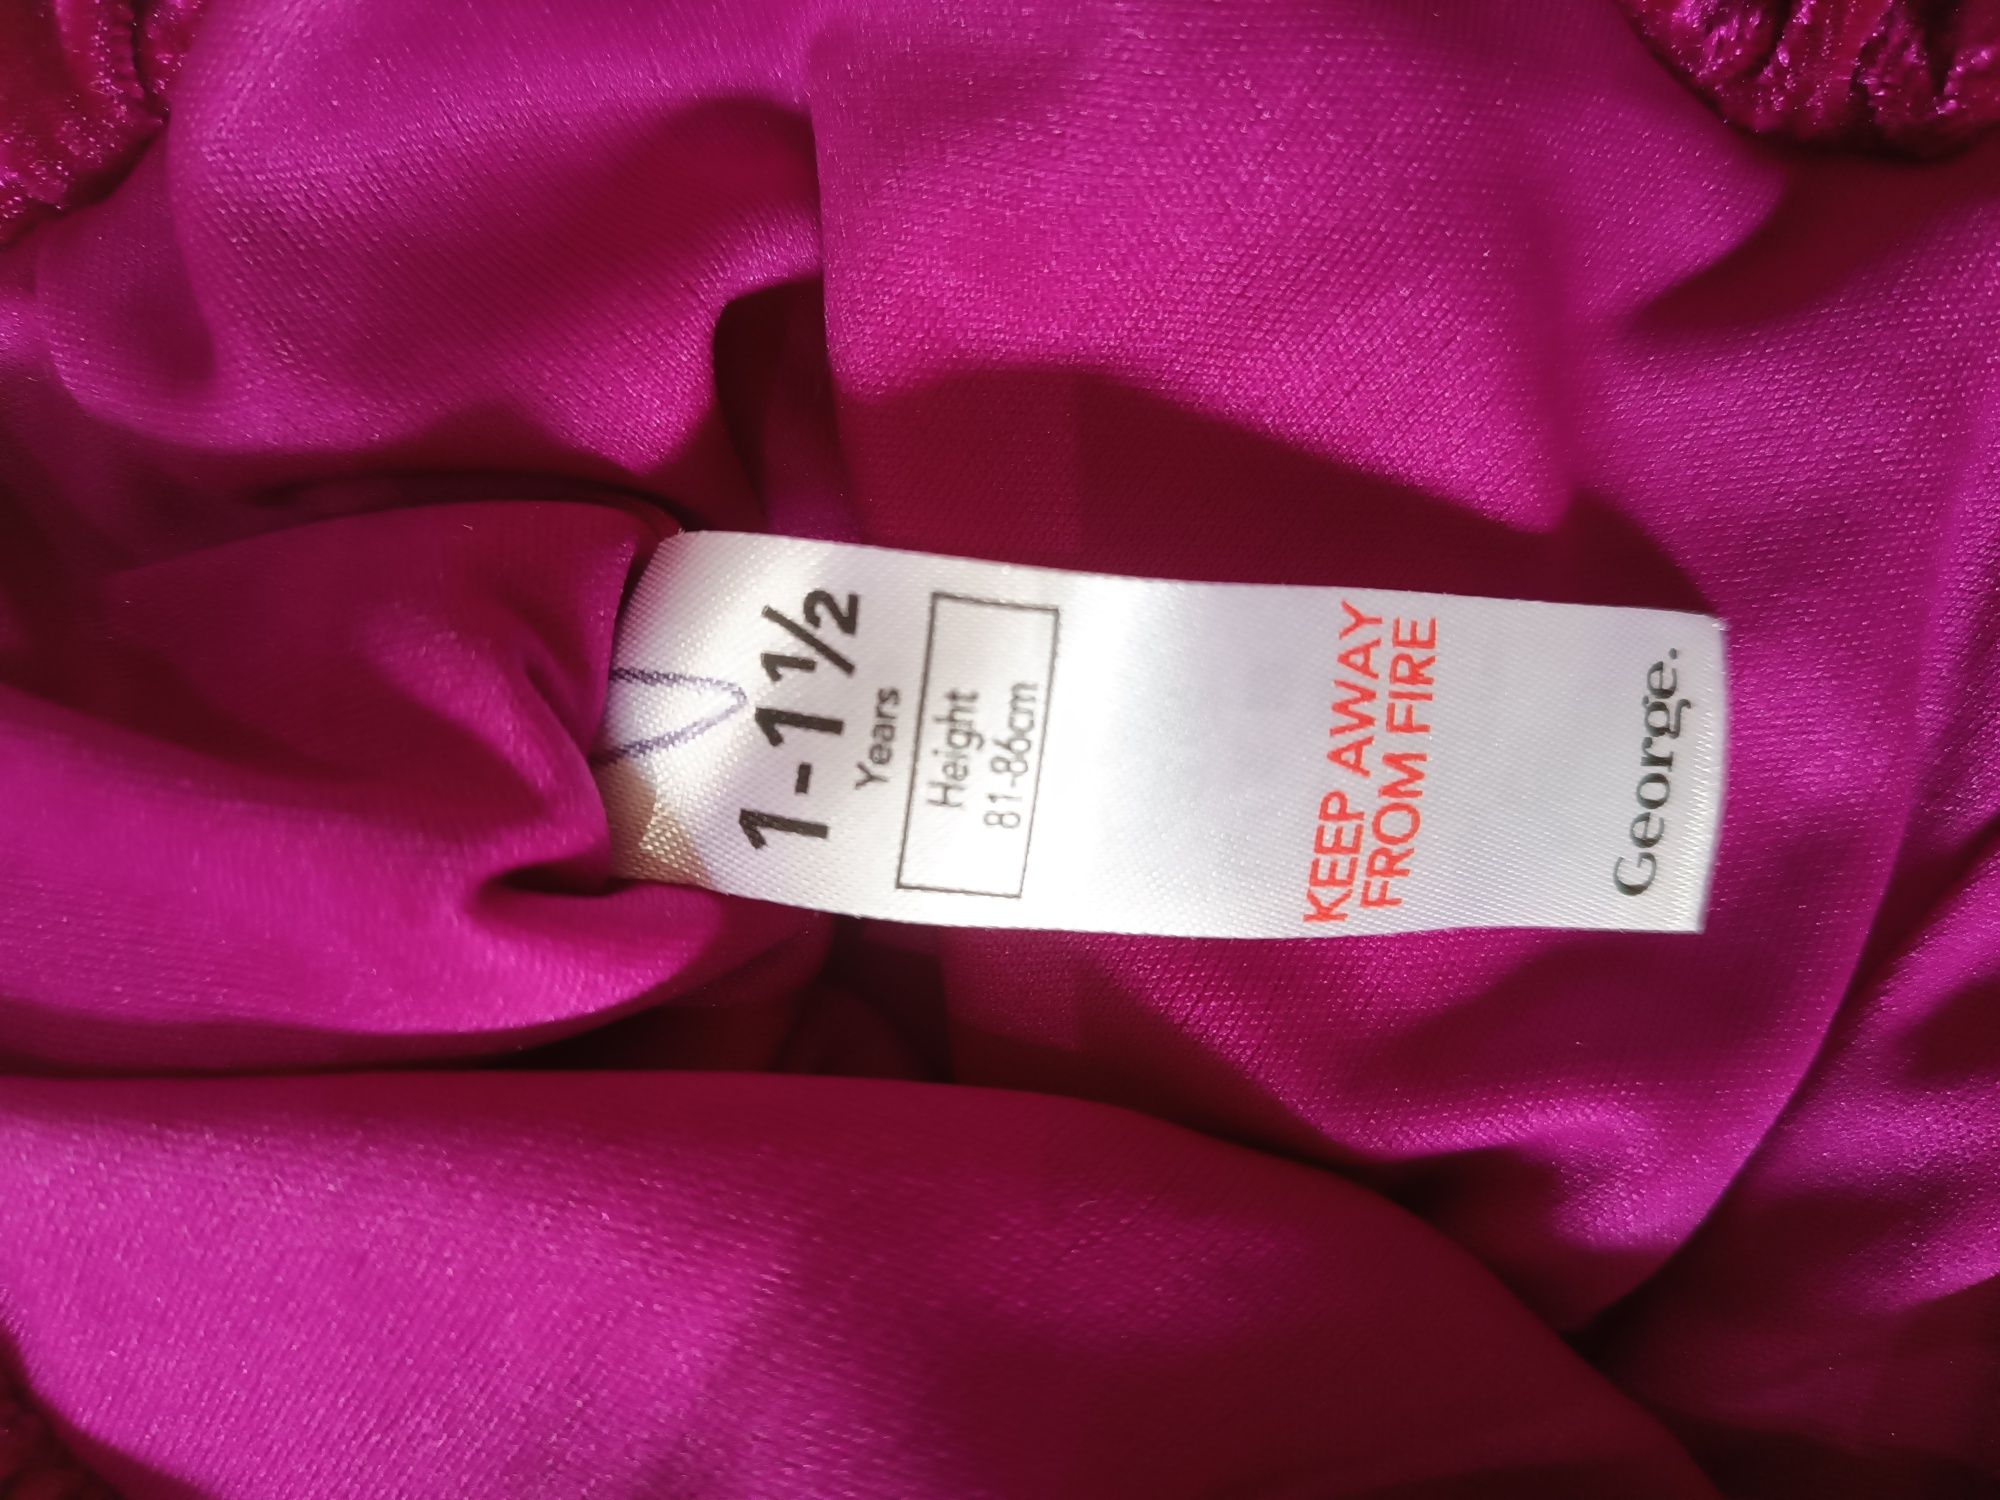 1-1½
Years
Height
81-86cm
KEEP AWAY
FROM FIRE
George.